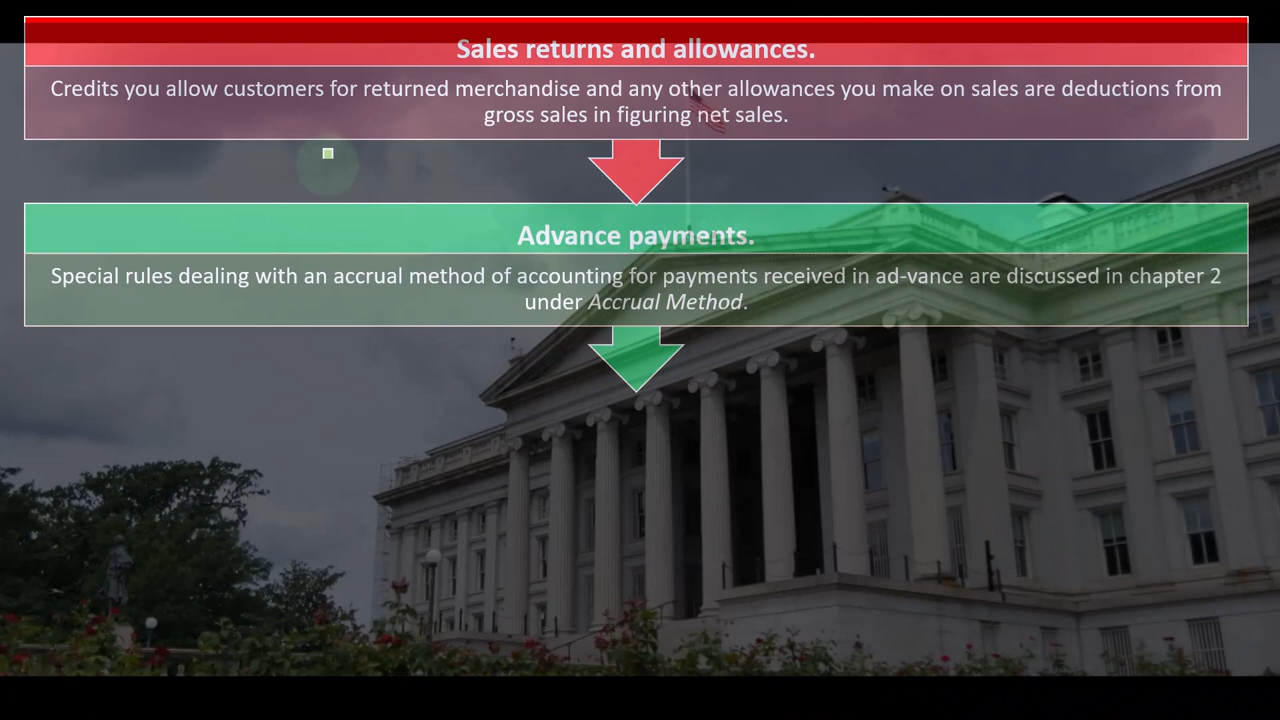 Sales returns and allowances.
Credits you allow customers for returned merchandise and any other allowances you make on sales are deductions from
gross sales in figuring net sales.
Advance payments.
Special rules dealing with an accrual method of accounting for payments received in ad-vance are discussed in chapter 2
under Accrual Method.